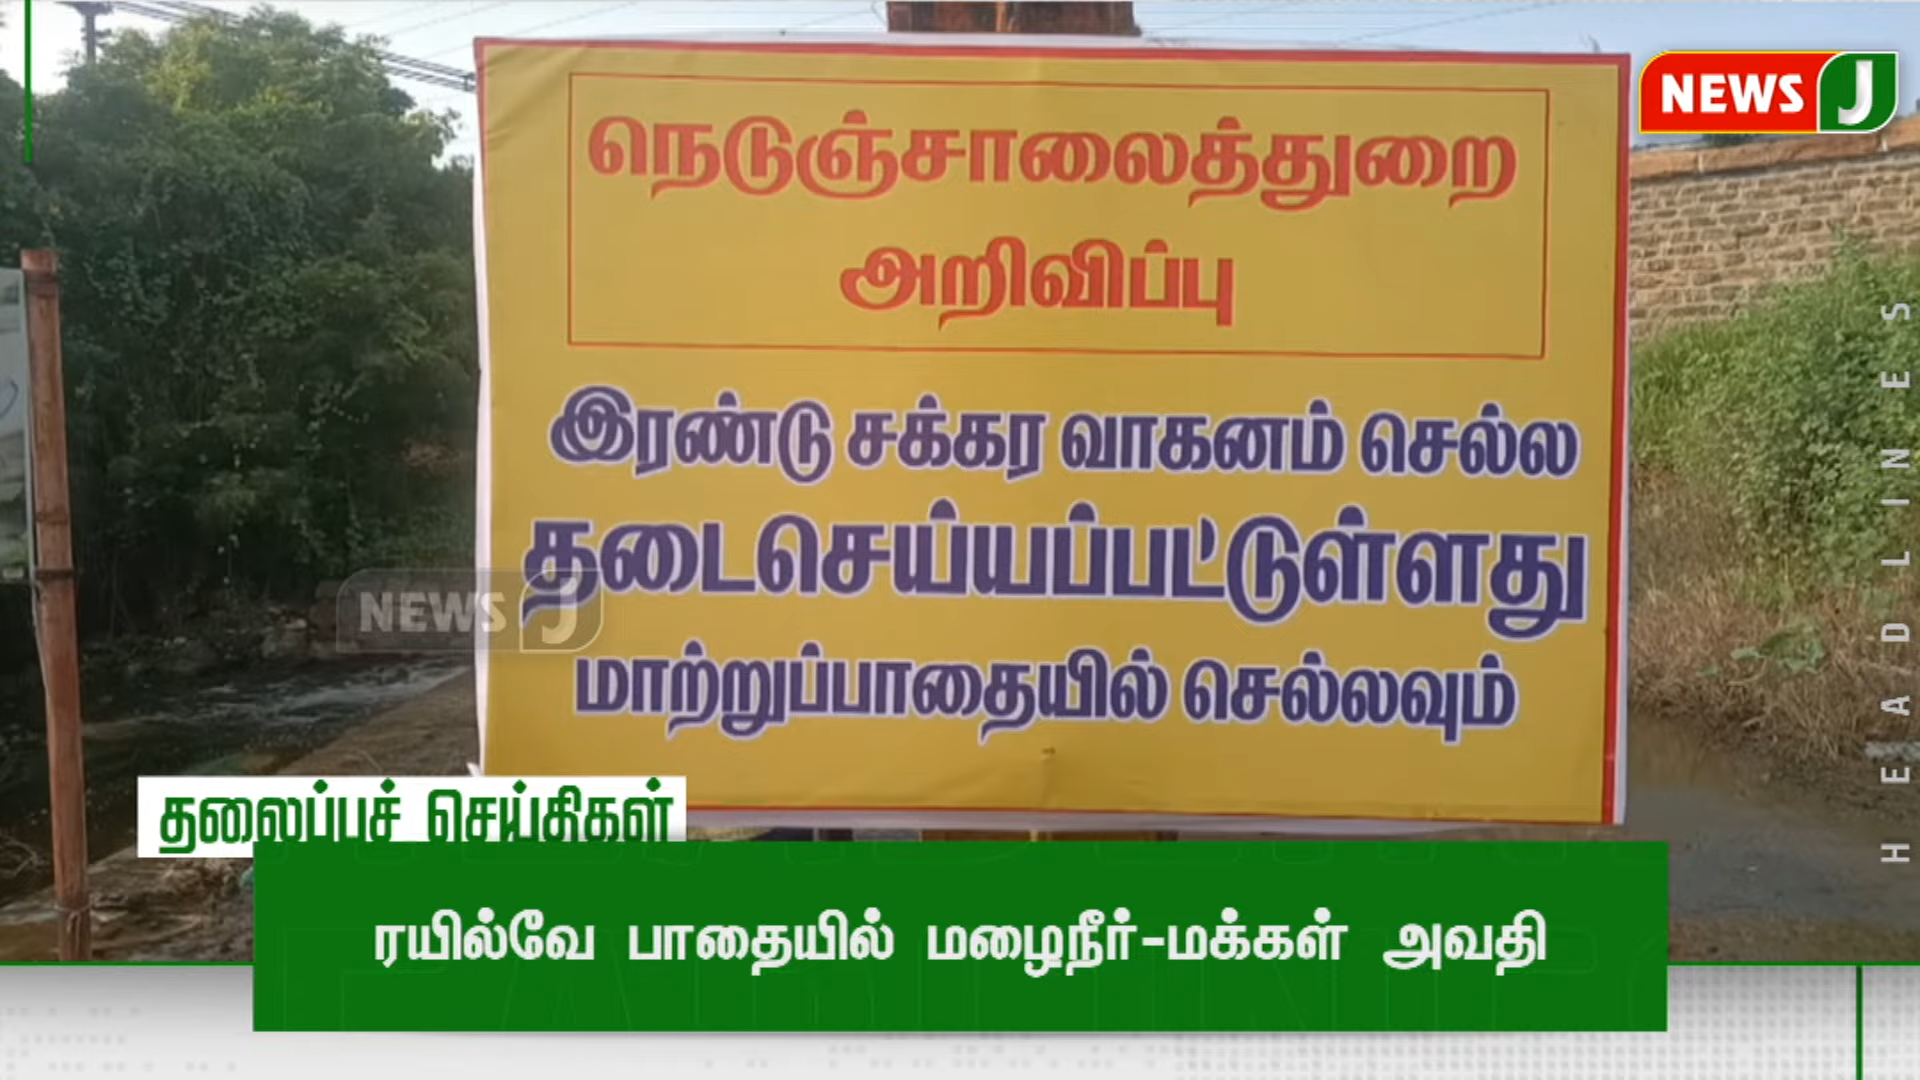 NEWS J
நெடுஞ்சாலைத்துறை
அறிவிப்பு
இரண்டு சக்கர வாகனம் செல்ல
தடைசெய்யப்பட்டுள்ளது
மாற்றுப்பாதையில் செல்லவும்
NEWS J
HEADLINES
தலைப்புச் செய்திகள்
ரயில்வே பாதையில் மழைநீர்-மக்கள் அவதி